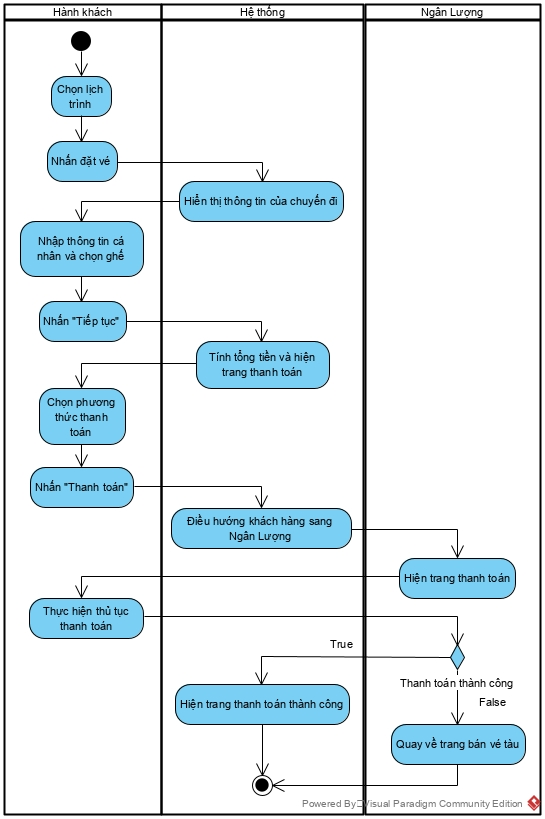 Hành khách
Hệ thống
Ngân Lượng
Chọn lịch
trình
Nhấn đặt vé
Hiển thị thông tin của chuyến đi
Nhập thông tin cá
nhân và chọn ghế
Nhấn "Tiếp tục"
Tính tổng tiền và hiện
trang thanh toán
Chọn phương
thức thanh
toán
Nhấn "Thanh toán"
Điều hướng khách hàng sang
Ngân Lượng
Hiện trang thanh toán
Thực hiện thủ tục
thanh toán
True
Thanh toán thành công
False
Hiện trang thanh toán thành công
Quay về trang bán vé tàu
Powered By Visual Paradigm Community Edition